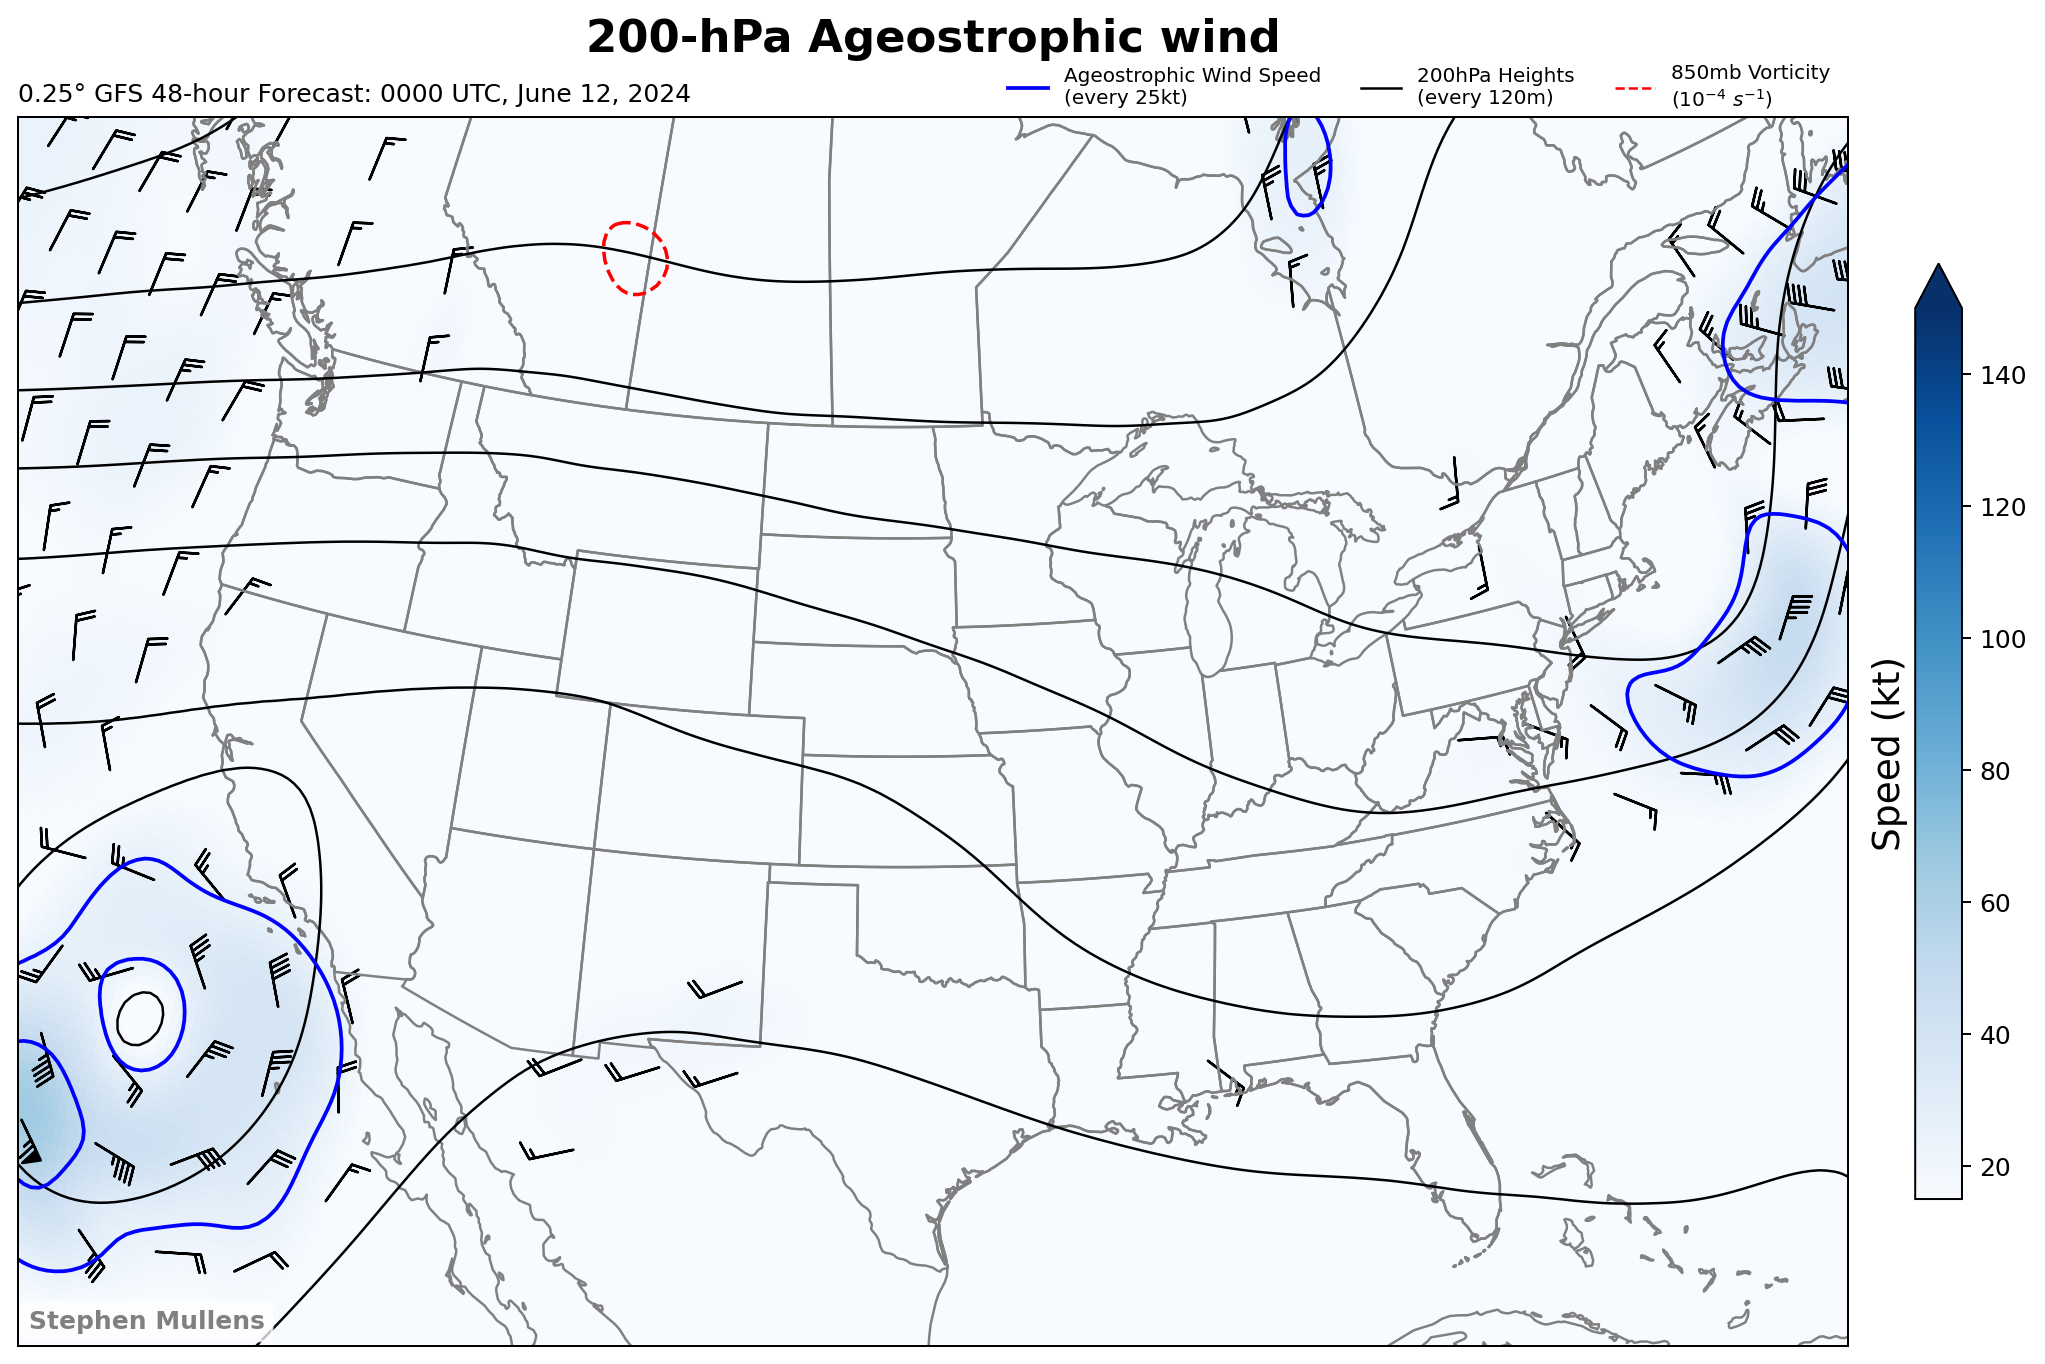 200-hPa Ageostrophic wind
0.25° GFS 48-hour Forecast: 0000 UTC, June 12, 2024
Ageostrophic Wind Speed
(every 25kt)
200hPa Heights
(every 120m)
850mb Vorticity
(10⁻⁴ s⁻¹)
140
120
100
80
60
40
20
Speed (kt)
Stephen Mullens